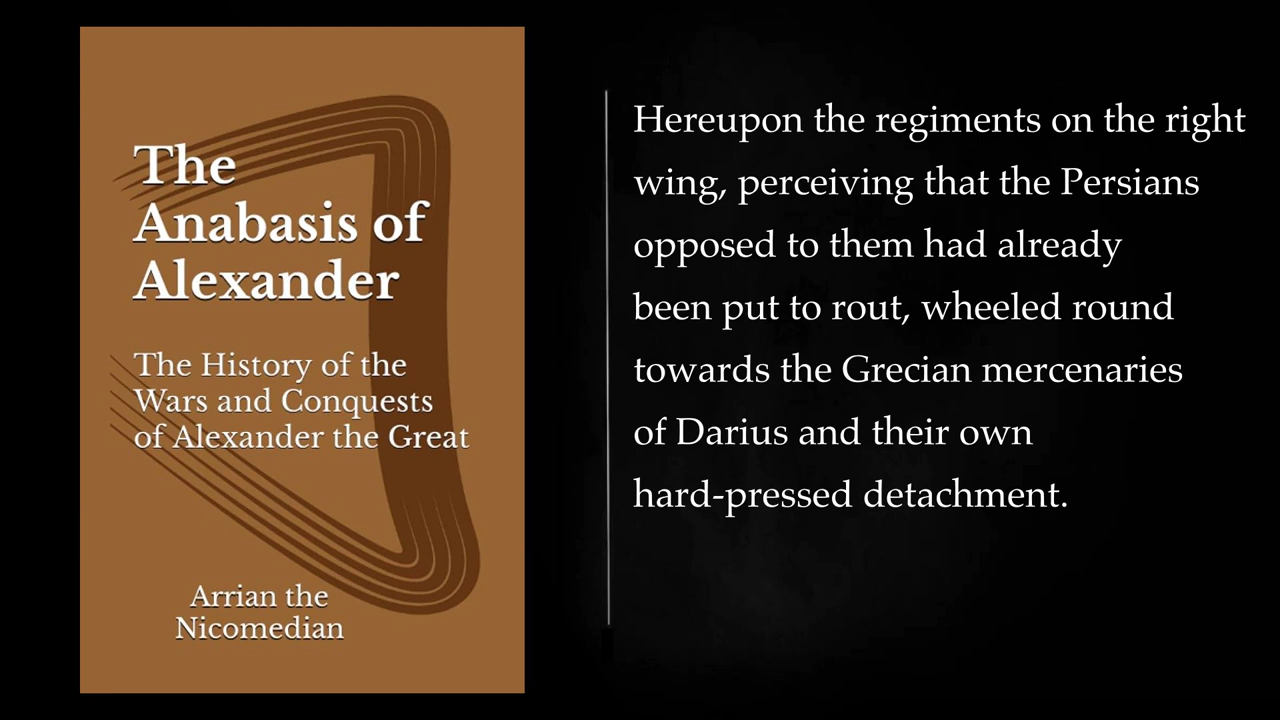 The
Anabasis of
Alexander
The History of the
Wars and Conquests
of Alexander the Great
Arrian the
Nicomedian
Hereupon the regiments on the right
wing, perceiving that the Persians
opposed to them had already
been put to rout, wheeled round
towards the Grecian mercenaries
of Darius and their own
hard-pressed detachment.